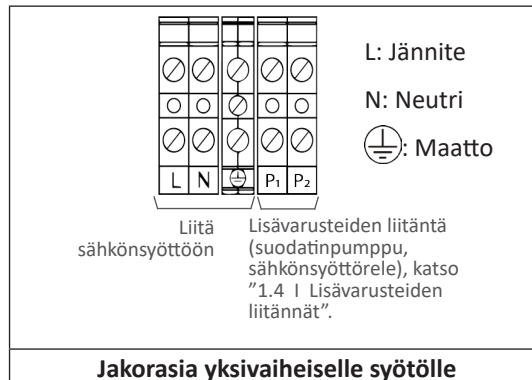 L: Jännite
N: Neutri
⏚: Maatto
L N ⏚ P₁ P₂
Liitä
sähkönsyöttöön
Lisävarusteiden liitäntä
(suodatinpumppu,
sähkönsyöttörele), katso
”1.4 I Lisävarusteiden
liitännät”.
Jakorasia yksivaiheiselle syötölle